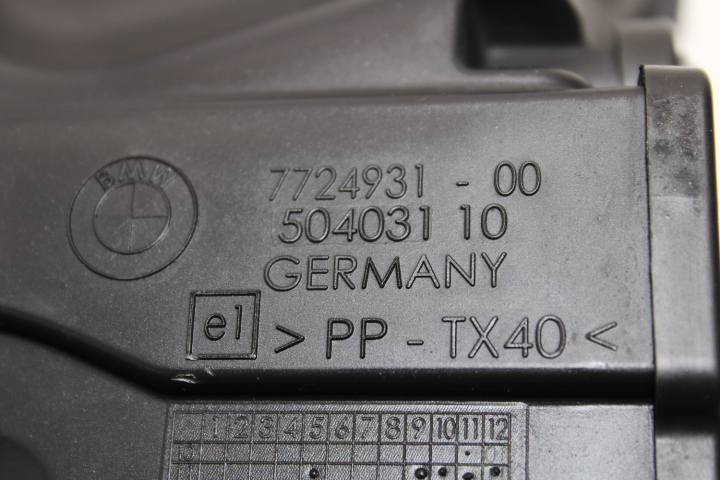 BMW
7724931 - 00
504031 10
GERMANY
e1 > PP - TX40 <
1 2 3 4 5 6 7 8 9 10 11 12